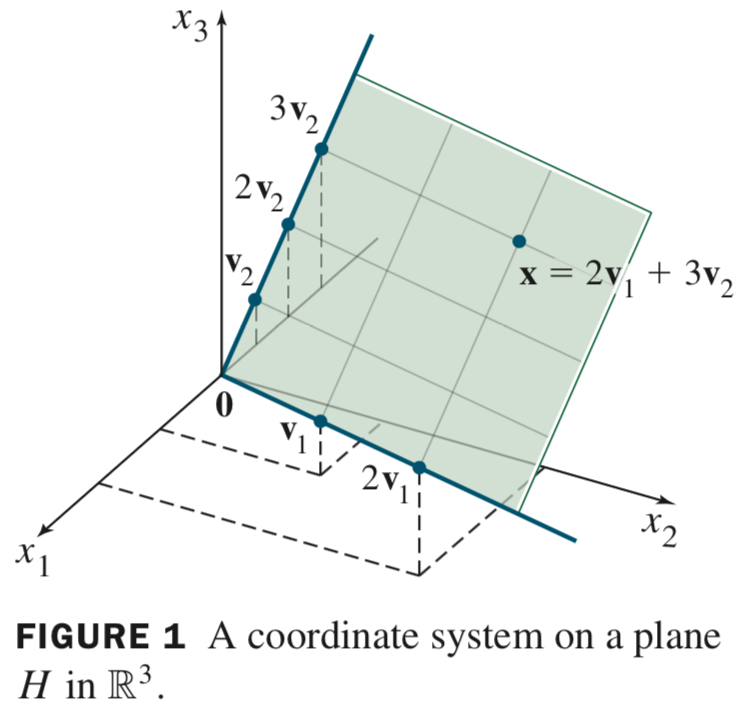 x₃
3v₂
2v₂
v₂
x = 2v₁ + 3v₂
0
v₁
2v₁
x₂
x₁
FIGURE 1 A coordinate system on a plane
H in ℝ³.